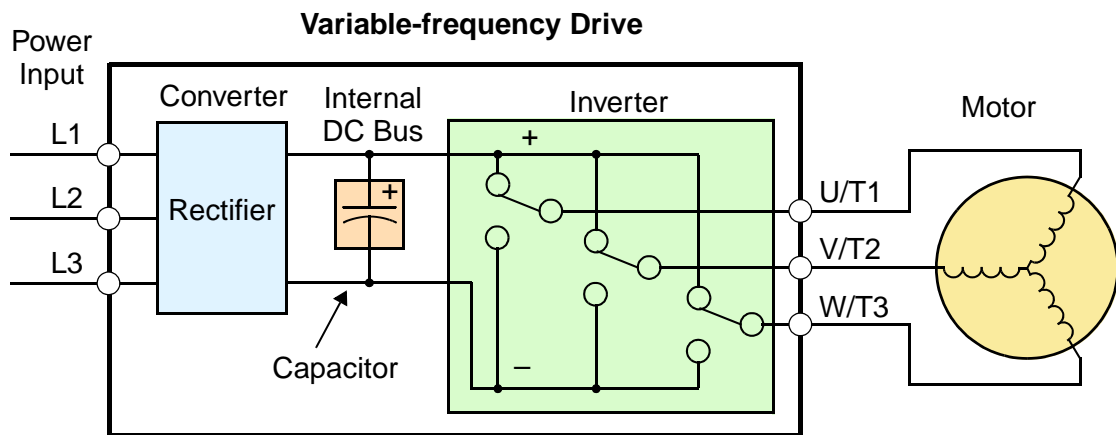 Variable-frequency Drive
Power
Input
Converter
Internal
DC Bus
Inverter
Motor
L1
L2
L3
Rectifier
+
+
–
U/T1
V/T2
W/T3
Capacitor